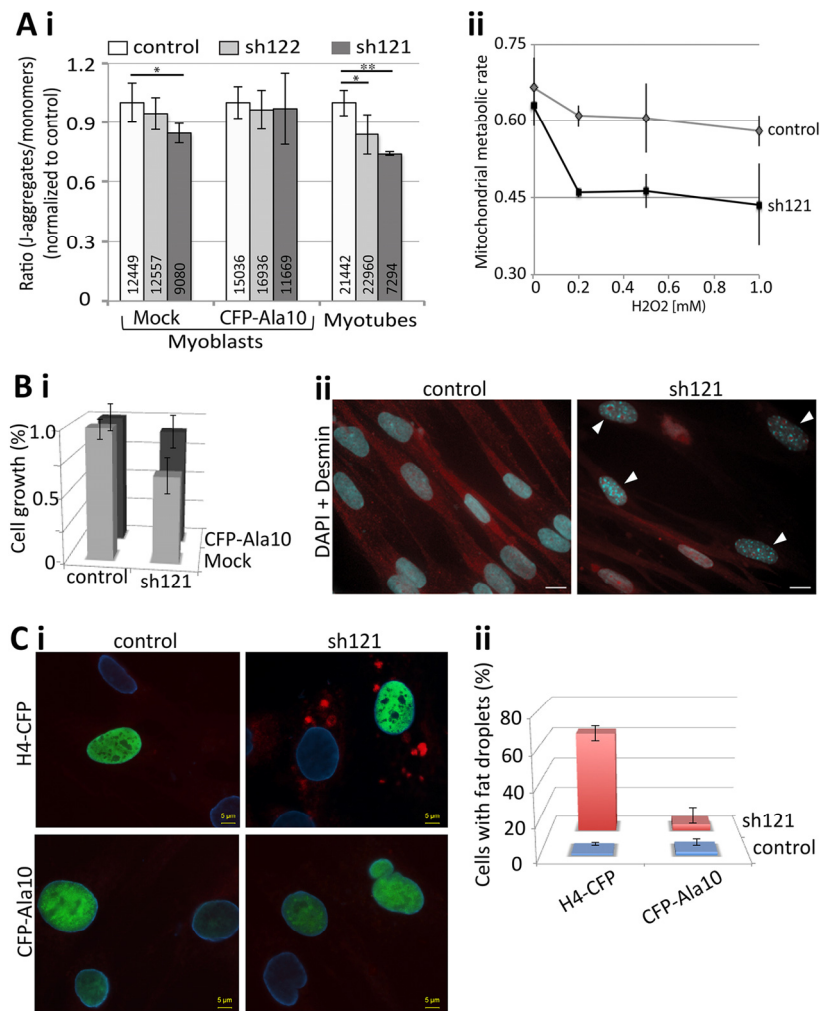 A i
control sh122 sh121
Ratio (J-aggregates/monomers)
(normalized to control)
1.2
0.9
0.6
0.3
0
*
*
**
12449
12557
9080
15036
16936
11669
21442
22960
7294
Mock CFP-Ala10 Myotubes
Myoblasts
ii
Mitochondrial metabolic rate
0.75
0.60
0.45
0.30
control
sh121
0 0.2 0.4 0.6 0.8 1.0
H2O2 [mM]
B i
Cell growth (%)
1.0
0.5
0
CFP-Ala10
Mock
control sh121
ii
control sh121
DAPI + Desmin
C i
control sh121
H4-CFP
5 µm
5 µm
CFP-Ala10
5 µm
5 µm
ii
Cells with fat droplets (%)
80
60
40
20
0
sh121
control
H4-CFP
CFP-Ala10